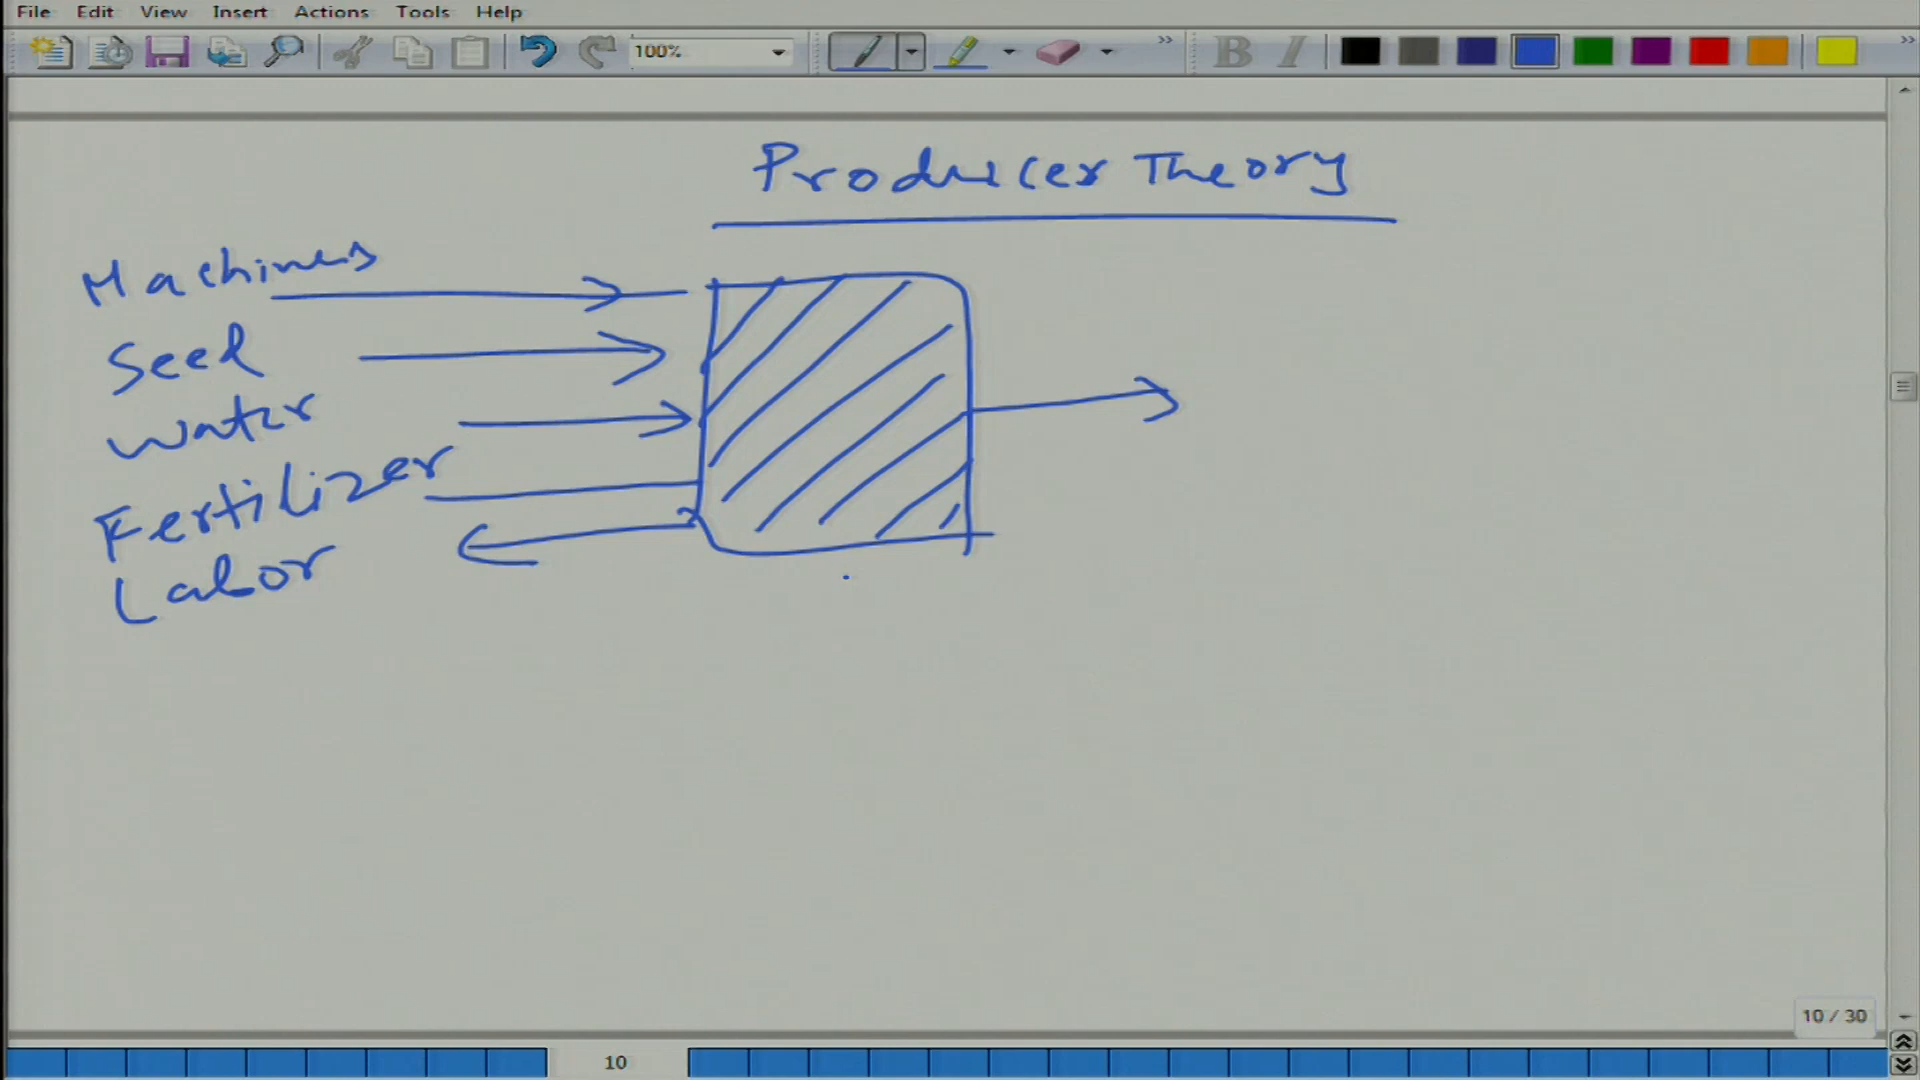 File Edit View Insert Actions Tools Help
100%
B I
Producer Theory
Machines
Seed
Water
Fertilizer
Labor
10 / 30
10